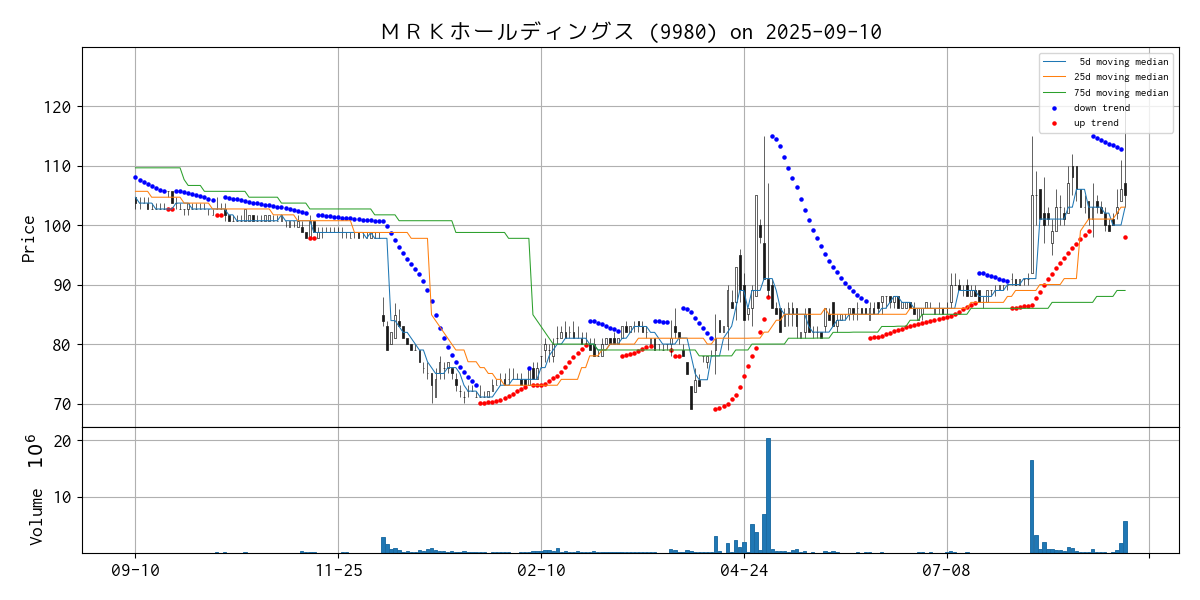 ＭＲＫホールディングス (9980) on 2025-09-10
5d moving median
25d moving median
75d moving median
down trend
up trend
Price
120
110
100
90
80
70
Volume 10^6
20
10
09-10 11-25 02-10 04-24 07-08